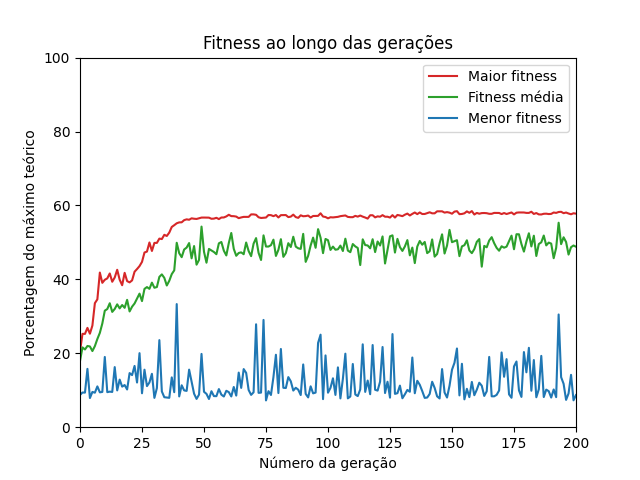 Fitness ao longo das gerações
Maior fitness
Fitness média
Menor fitness
Porcentagem do máximo teórico
100
80
60
40
20
0
0 25 50 75 100 125 150 175 200
Número da geração